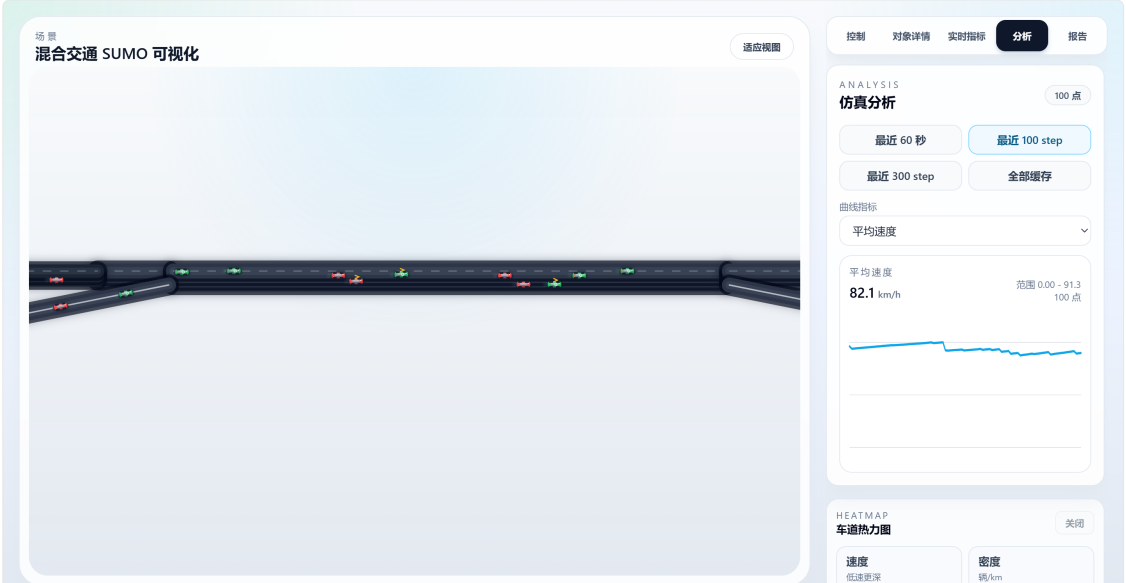 场景
混合交通 SUMO 可视化
适应视图
控制
对象详情
实时指标
分析
报告
ANALYSIS
仿真分析
100 点
最近 60 秒
最近 100 step
最近 300 step
全部缓存
曲线指标
平均速度
平均速度
82.1 km/h
范围 0.00 - 91.3
100 点
HEATMAP
车道热力图
关闭
速度
低速更深
密度
辆/km